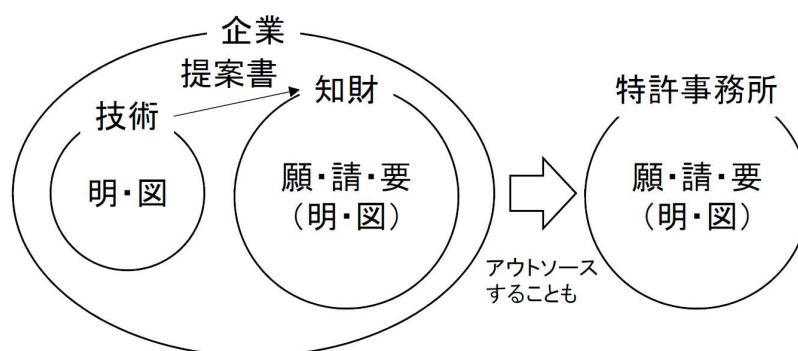 企業
提案書
技術
知財
特許事務所
明・図
願・請・要
(明・図)
願・請・要
(明・図)
アウトソース
することも